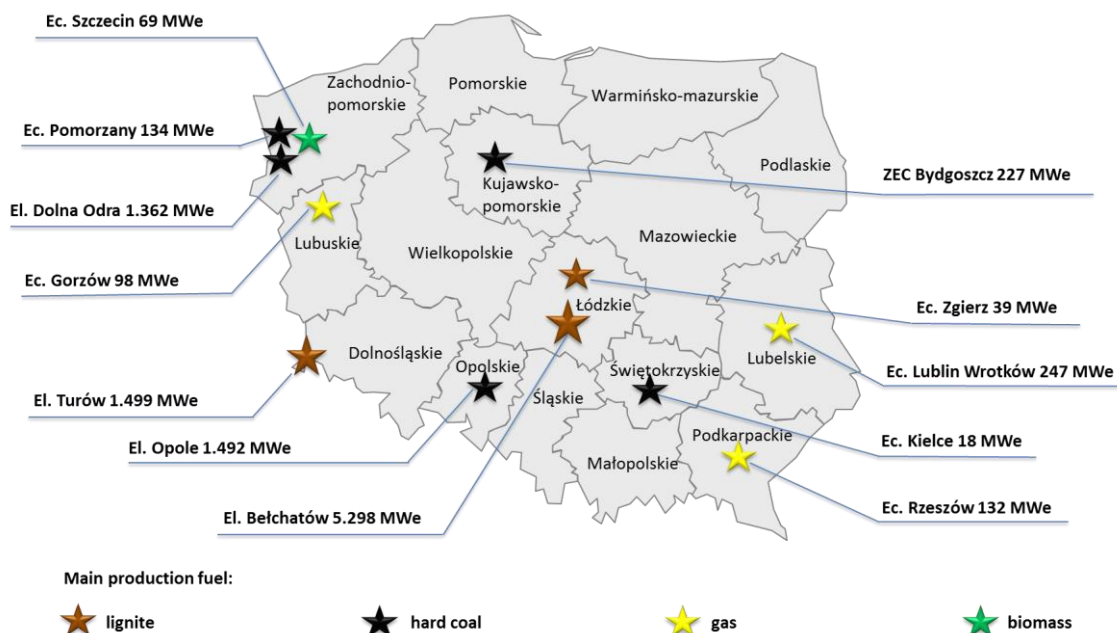 Ec. Szczecin 69 MWe
Zachodnio-
pomorskie
Pomorskie
Warmińsko-mazurskie
Ec. Pomorzany 134 MWe
Podlaskie
ZEC Bydgoszcz 227 MWe
Kujawsko-
pomorskie
El. Dolna Odra 1.362 MWe
Lubuskie
Wielkopolskie
Mazowieckie
Ec. Gorzów 98 MWe
Łódzkie
Ec. Zgierz 39 MWe
Dolnośląskie
Opolskie
Świętokrzyskie
Lubelskie
Ec. Lublin Wrotków 247 MWe
El. Turów 1.499 MWe
Śląskie
Podkarpackie
El. Opole 1.492 MWe
Małopolskie
Ec. Kielce 18 MWe
Ec. Rzeszów 132 MWe
El. Bełchatów 5.298 MWe
Main production fuel:
lignite
hard coal
gas
biomass